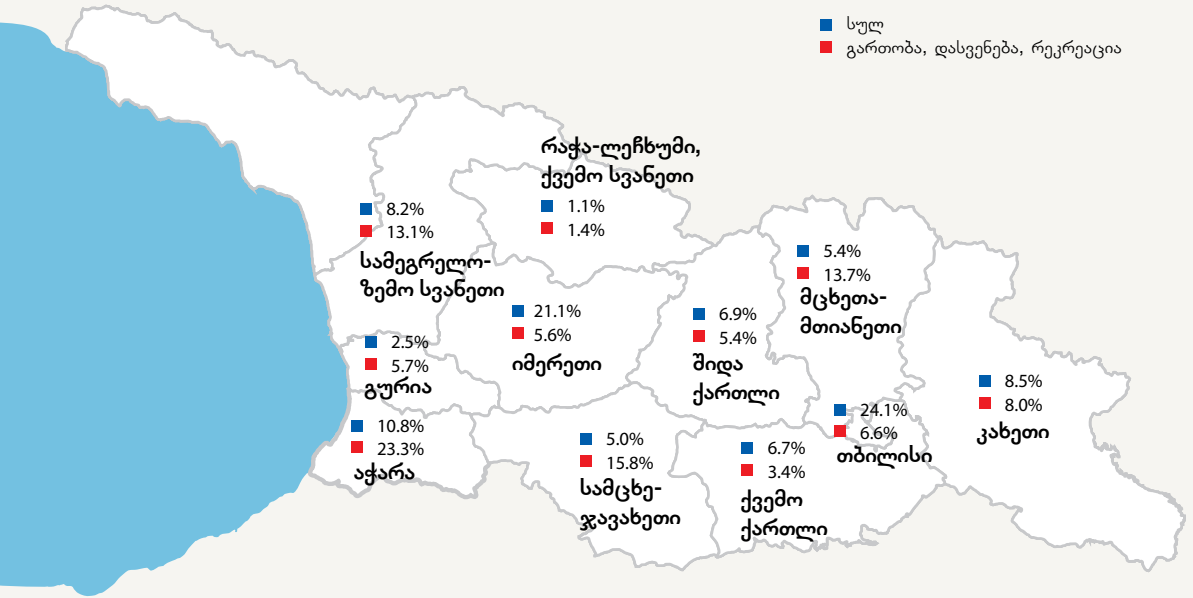 სულ
გართობა, დასვენება, რეკრეაცია
რაჭა-ლეჩხუმი,
ქვემო სვანეთი
1.1%
1.4%
8.2%
13.1%
სამეგრელო-
ზემო სვანეთი
5.4%
13.7%
მცხეთა-
მთიანეთი
21.1%
5.6%
იმერეთი
6.9%
5.4%
შიდა
ქართლი
2.5%
5.7%
გურია
8.5%
8.0%
კახეთი
24.1%
6.6%
თბილისი
10.8%
23.3%
აჭარა
5.0%
15.8%
სამცხე-
ჯავახეთი
6.7%
3.4%
ქვემო
ქართლი